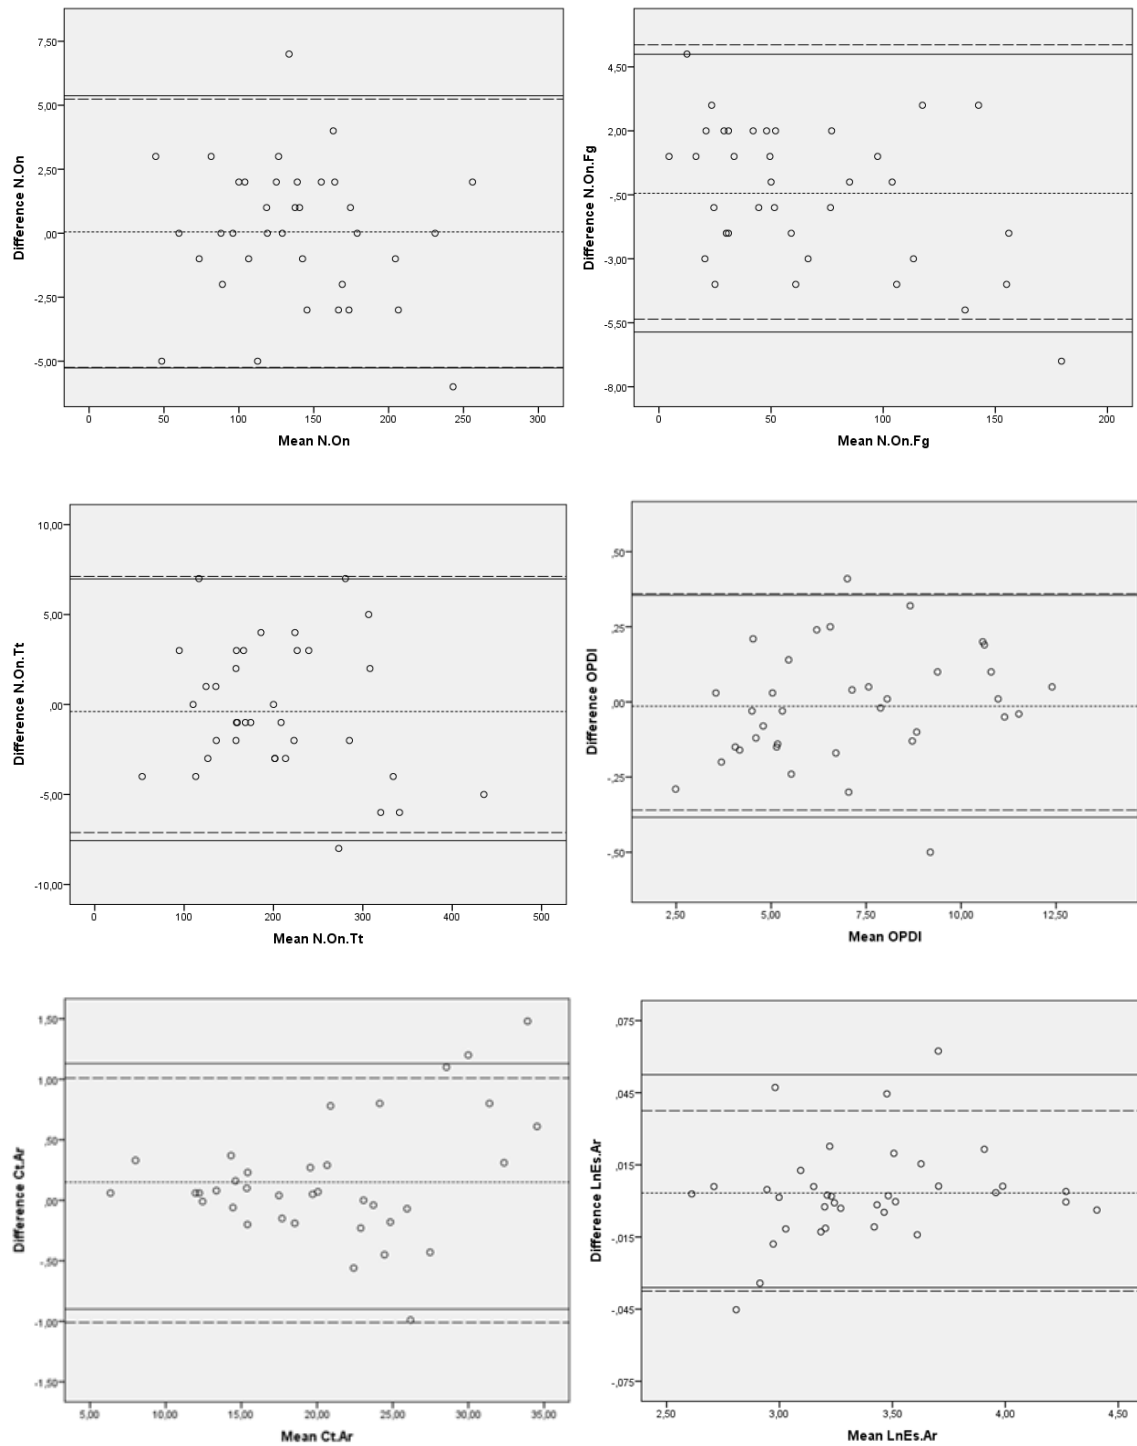 7,50
5,00
2,50
,00
-2,50
-5,00
Difference N.On
0 50 100 150 200 250 300
Mean N.On
4,50
2,00
-,50
-3,00
-5,50
-8,00
Difference N.On.Fg
0 50 100 150 200
Mean N.On.Fg
10,00
5,00
,00
-5,00
-10,00
Difference N.On.Tt
0 100 200 300 400 500
Mean N.On.Tt
,50
,25
,00
-,25
-,50
Difference OPDI
2,50 5,00 7,50 10,00 12,50
Mean OPDI
1,50
1,00
,50
,00
-,50
-1,00
-1,50
Difference Ct.Ar
5,00 10,00 15,00 20,00 25,00 30,00 35,00
Mean Ct.Ar
,075
,045
,015
-,015
-,045
-,075
Difference LnEs.Ar
2,50 3,00 3,50 4,00 4,50
Mean LnEs.Ar